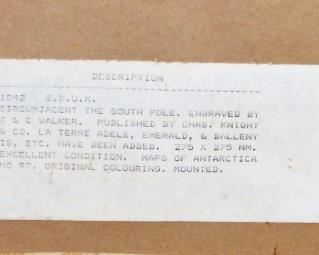 DESCRIPTION
1842 - S.D.U.K.
CIRCUMJACENT THE SOUTH POLE. ENGRAVED BY
J & C WALKER. PUBLISHED BY CHAS. KNIGHT
& CO. LA TERRE ADELE, EMERALD, & BALLENY
IS, ETC. HAVE BEEN ADDED. 275 X 275 MM.
EXCELLENT CONDITION. MAPS OF ANTARCTICA
NO 97. ORIGINAL COLOURING. MOUNTED.